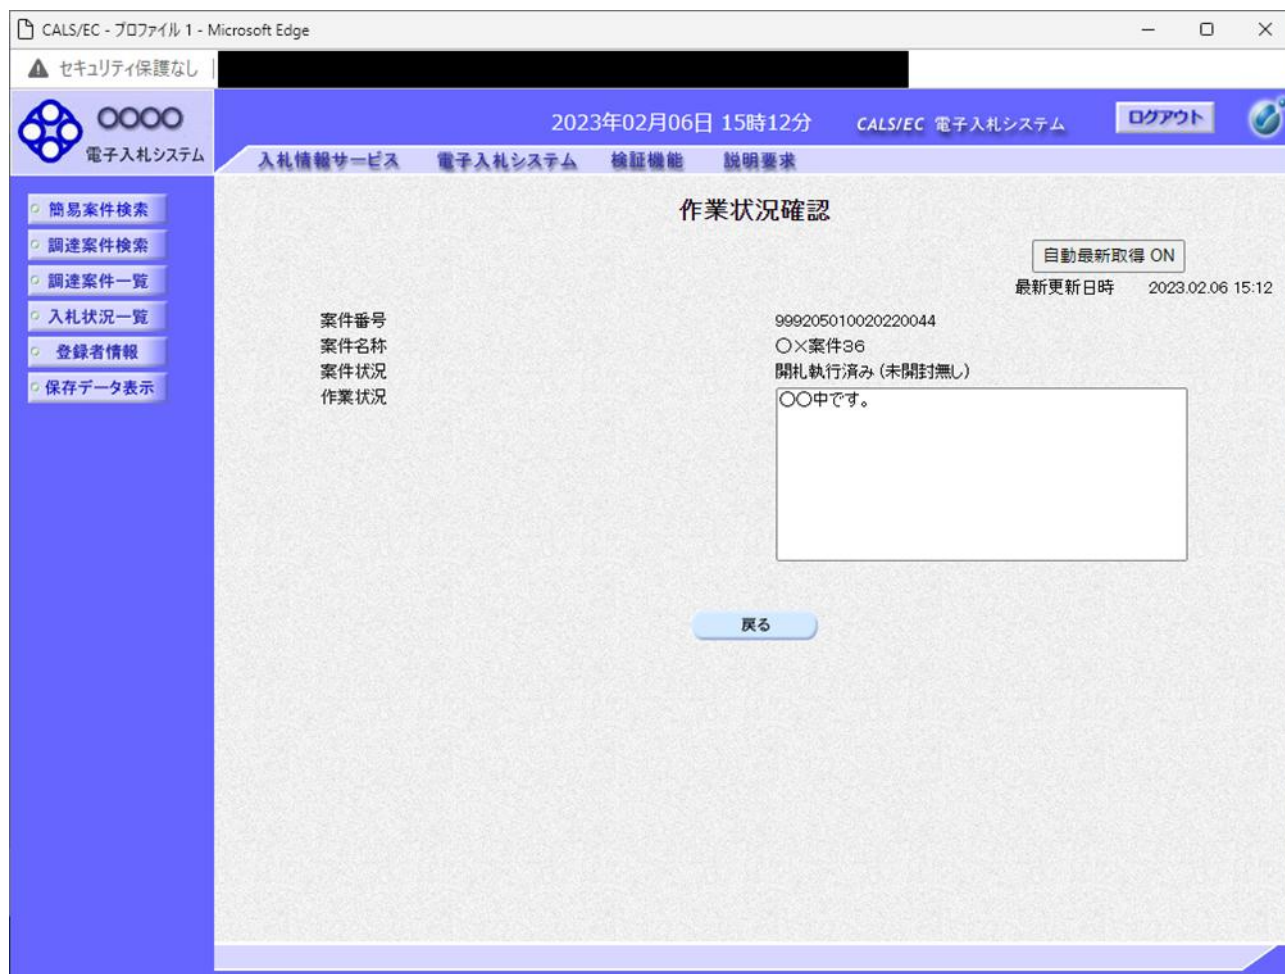 CALS/EC - プロファイル 1 - Microsoft Edge
セキュリティ保護なし
〇〇〇〇
電子入札システム
2023年02月06日 15時12分
CALS/EC 電子入札システム
ログアウト
入札情報サービス 電子入札システム 検証機能 説明要求
簡易案件検索
調達案件検索
調達案件一覧
入札状況一覧
登録者情報
保存データ表示
作業状況確認
自動最新取得 ON
最新更新日時 2023.02.06 15:12
案件番号 999205010020220044
案件名称 〇×案件36
案件状況 開札執行済み (未開封無し)
作業状況 〇〇中です。
戻る